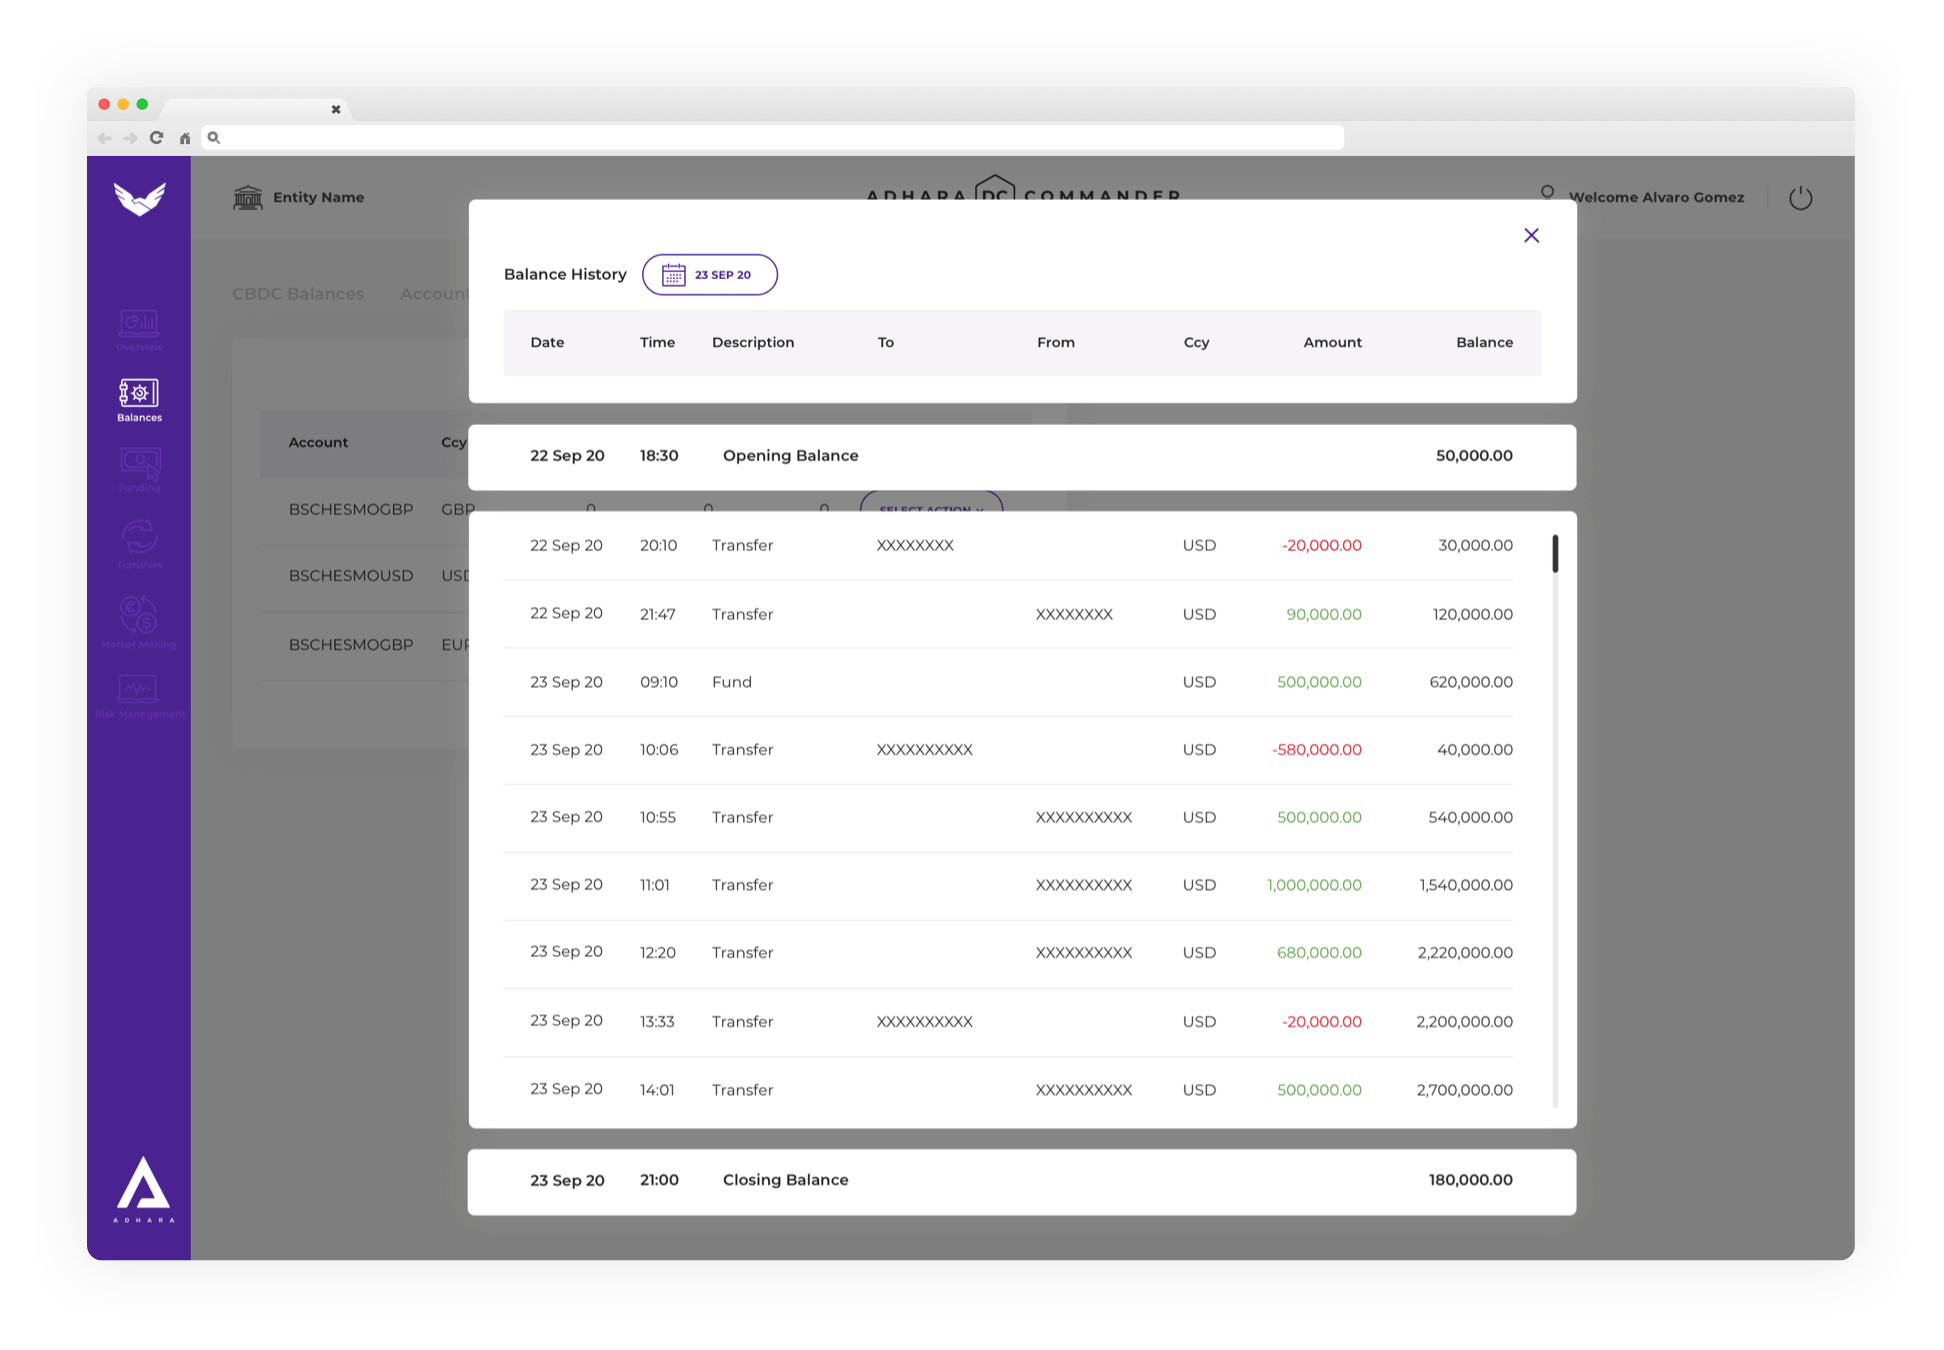 Entity Name
ADHARA DC COMMANDER
Welcome Alvaro Gomez
Balance History
23 SEP 20
CBDC Balances Account
Date Time Description To From Ccy Amount Balance
Overview
Balances
Funding
Transfers
Market Making
Risk Management
Account Ccy
BSCHESMOGBP GBP 0 0 0 SELECT ACTION
BSCHESMOUSD USD
BSCHESMOGBP EUR
22 Sep 20 18:30 Opening Balance 50,000.00
22 Sep 20 20:10 Transfer XXXXXXXX USD -20,000.00 30,000.00
22 Sep 20 21:47 Transfer XXXXXXXX USD 90,000.00 120,000.00
23 Sep 20 09:10 Fund USD 500,000.00 620,000.00
23 Sep 20 10:06 Transfer XXXXXXXXXX USD -580,000.00 40,000.00
23 Sep 20 10:55 Transfer XXXXXXXXXX USD 500,000.00 540,000.00
23 Sep 20 11:01 Transfer XXXXXXXXXX USD 1,000,000.00 1,540,000.00
23 Sep 20 12:20 Transfer XXXXXXXXXX USD 680,000.00 2,220,000.00
23 Sep 20 13:33 Transfer XXXXXXXXXX USD -20,000.00 2,200,000.00
23 Sep 20 14:01 Transfer XXXXXXXXXX USD 500,000.00 2,700,000.00
23 Sep 20 21:00 Closing Balance 180,000.00
ADHARA